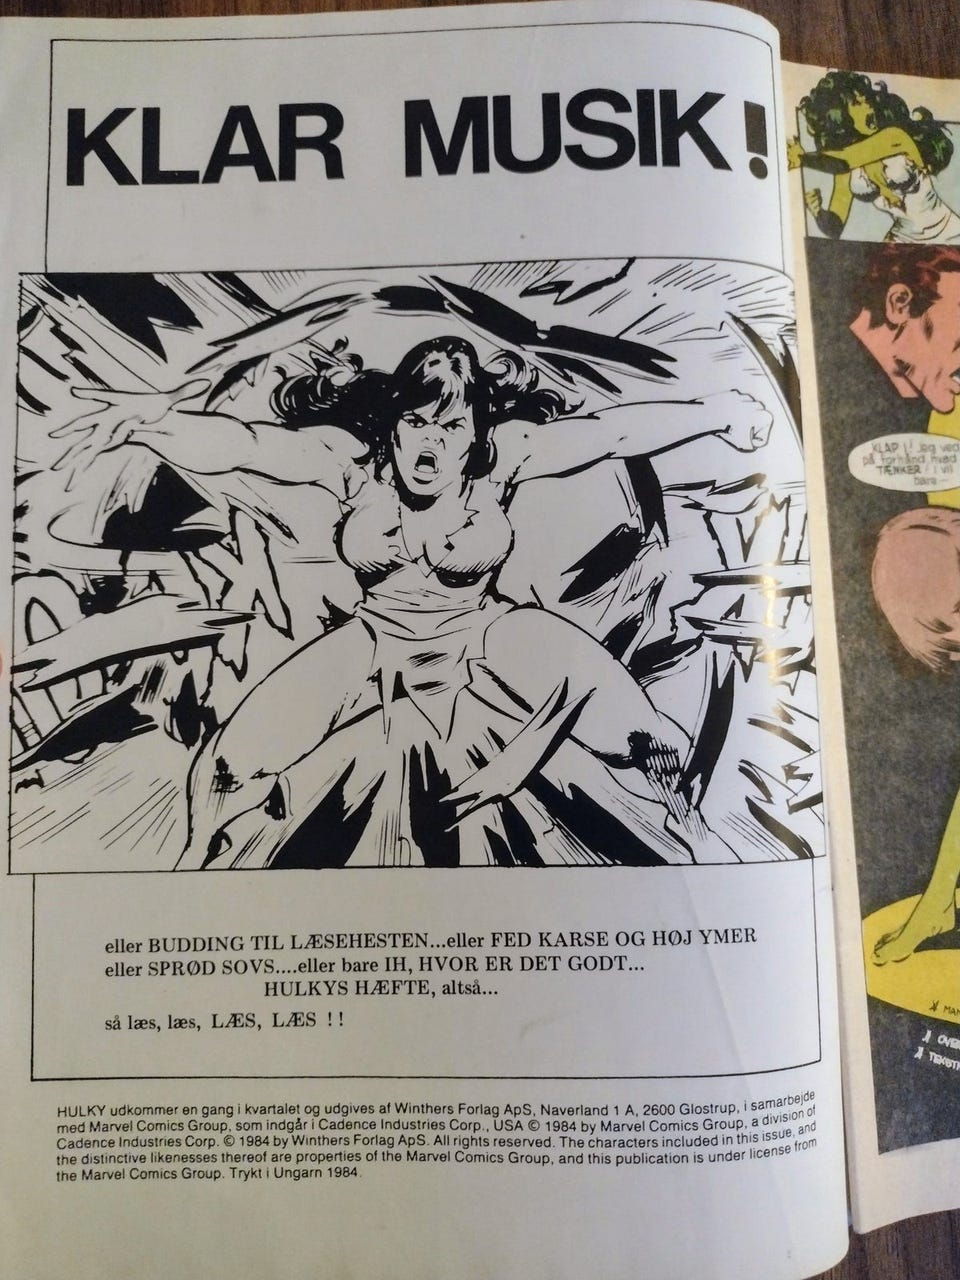 KLAR MUSIK!
eller BUDDING TIL LÆSEHESTEN...eller FED KARSE OG HØJ YMER
eller SPRØD SOVS....eller bare IH, HVOR ER DET GODT...
HULKYS HÆFTE, altså...
så læs, læs, LÆS, LÆS !!
HULKY udkommer en gang i kvartalet og udgives af Winthers Forlag ApS, Naverland 1 A, 2600 Glostrup, i samarbejde
med Marvel Comics Group, som indgår i Cadence Industries Corp., USA © 1984 by Marvel Comics Group, a division of
Cadence Industries Corp. © 1984 by Winthers Forlag ApS. All rights reserved. The characters included in this issue, and
the distinctive likenesses thereof are properties of the Marvel Comics Group, and this publication is under license from
the Marvel Comics Group. Trykt i Ungarn 1984.
KLAP I! Jeg ved
på forhånd, hvad
TÆNKER! I vil
bare—